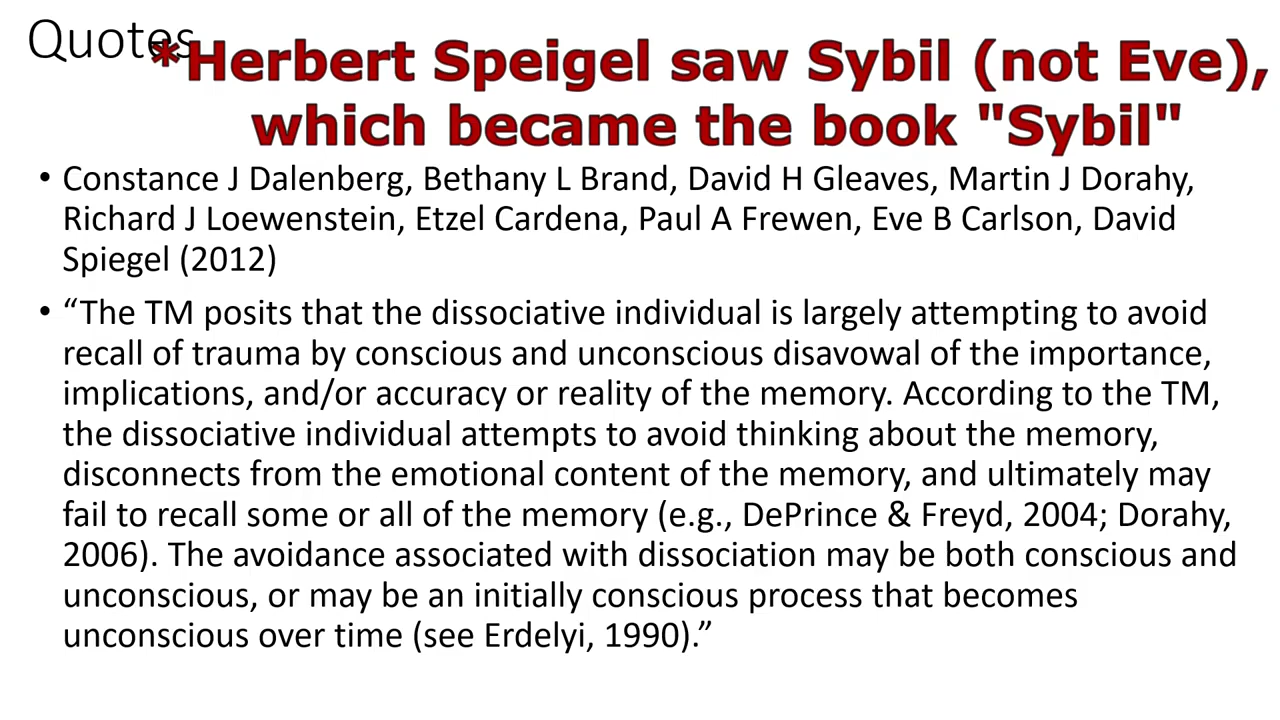 Quotes
*Herbert Speigel saw Sybil (not Eve),
which became the book "Sybil"
• Constance J Dalenberg, Bethany L Brand, David H Gleaves, Martin J Dorahy,
Richard J Loewenstein, Etzel Cardena, Paul A Frewen, Eve B Carlson, David
Spiegel (2012)
• “The TM posits that the dissociative individual is largely attempting to avoid
recall of trauma by conscious and unconscious disavowal of the importance,
implications, and/or accuracy or reality of the memory. According to the TM,
the dissociative individual attempts to avoid thinking about the memory,
disconnects from the emotional content of the memory, and ultimately may
fail to recall some or all of the memory (e.g., DePrince & Freyd, 2004; Dorahy,
2006). The avoidance associated with dissociation may be both conscious and
unconscious, or may be an initially conscious process that becomes
unconscious over time (see Erdelyi, 1990).”